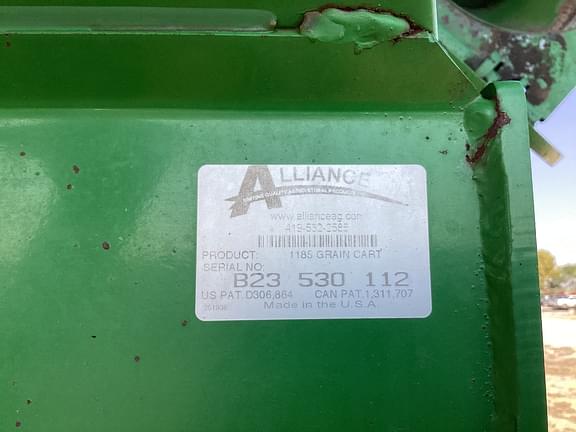 ALLIANCE
www.allianceag.com
PRODUCT: 1185 GRAIN CART
SERIAL NO:
B23 530 112
US PAT. D306,864 CAN PAT. 1,311,707
Made in the U.S.A.